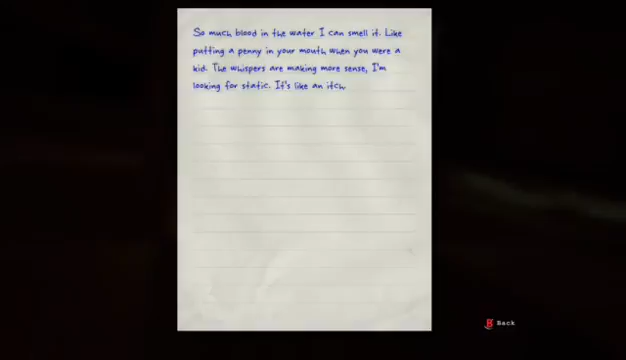 So much blood in the water I can smell it. Like
putting a penny in your mouth when you were a
kid. The whispers are making more sense, I'm
looking for static. It's like an itch.
Back